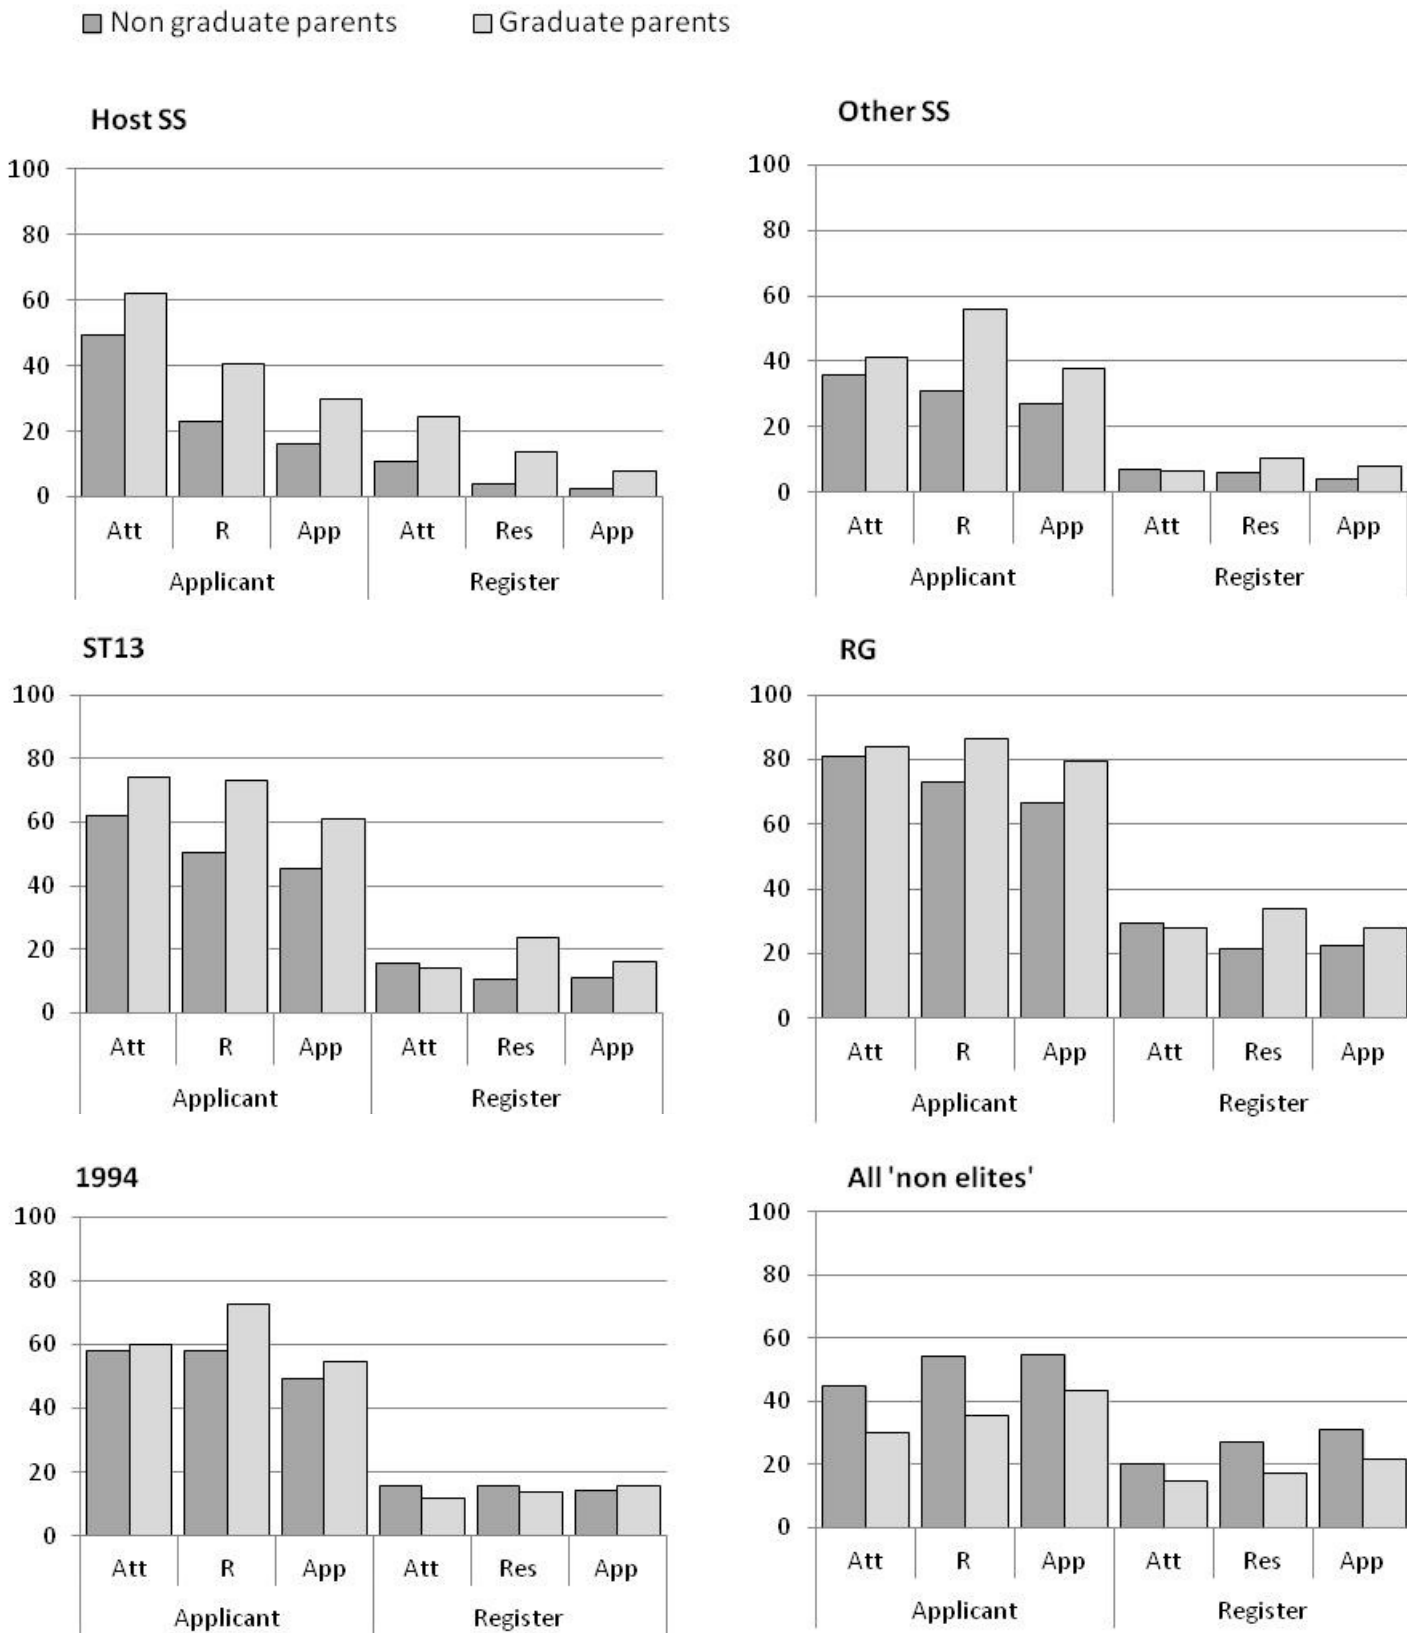 Non graduate parents Graduate parents
Host SS
100
80
60
40
20
0
Att R App Att Res App
Applicant Register
Other SS
100
80
60
40
20
0
Att R App Att Res App
Applicant Register
ST13
100
80
60
40
20
0
Att R App Att Res App
Applicant Register
RG
100
80
60
40
20
0
Att R App Att Res App
Applicant Register
1994
100
80
60
40
20
0
Att R App Att Res App
Applicant Register
All 'non elites'
100
80
60
40
20
0
Att R App Att Res App
Applicant Register